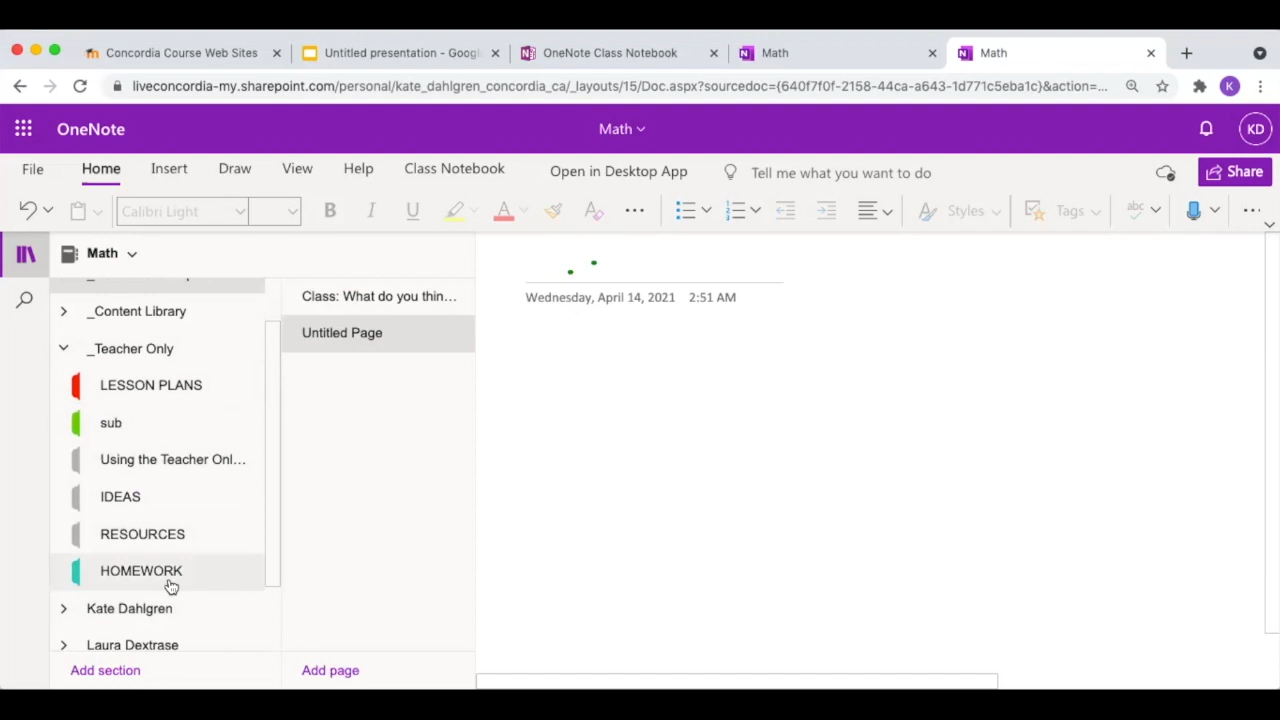 Concordia Course Web Sites
Untitled presentation - Googl
OneNote Class Notebook
Math
Math
liveconcordia-my.sharepoint.com/personal/kate_dahlgren_concordia_ca/_layouts/15/Doc.aspx?sourcedoc={640f7f0f-2158-44ca-a643-1d771c5eba1c}&action=...
K
OneNote
Math
KD
File Home Insert Draw View Help Class Notebook Open in Desktop App Tell me what you want to do Share
Calibri Light B I U A A Styles Tags abc
Math
_Content Library
_Teacher Only
LESSON PLANS
sub
Using the Teacher Onl...
IDEAS
RESOURCES
HOMEWORK
Kate Dahlgren
Laura Dextrase
Add section
Class: What do you thin...
Untitled Page
Add page
Wednesday, April 14, 2021 2:51 AM